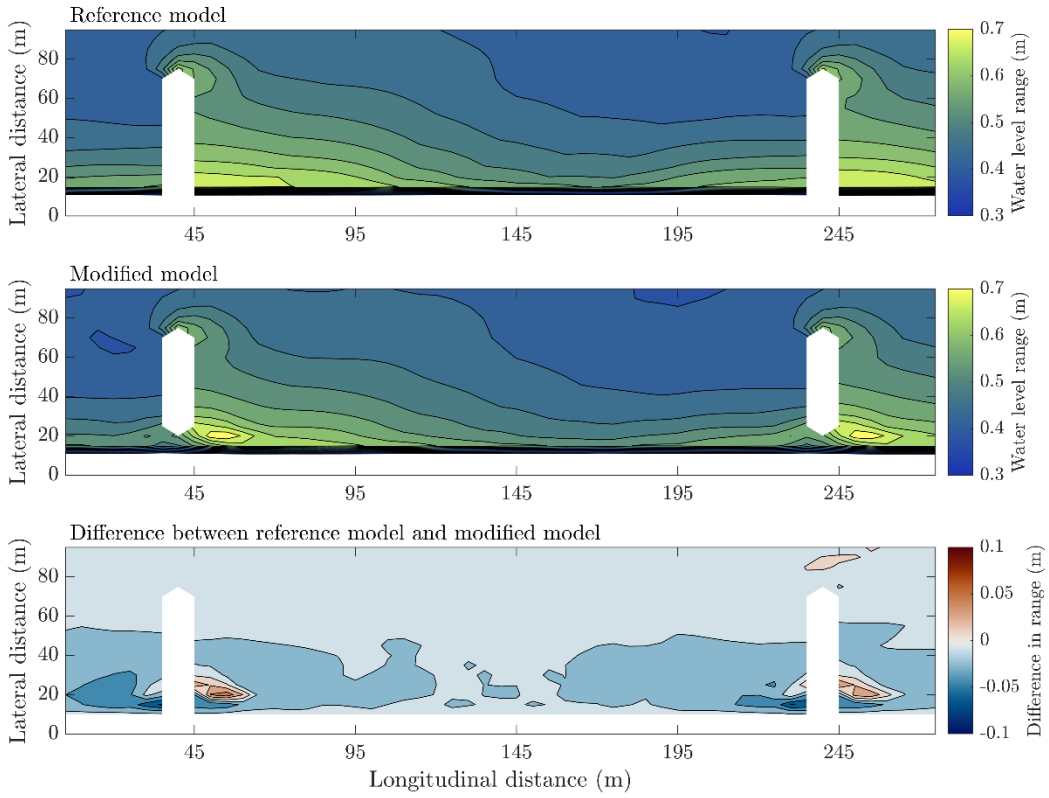 Reference model
Lateral distance (m)
80
60
40
20
0
45 95 145 195 245
0.7
0.6
0.5
0.4
0.3
Water level range (m)
Modified model
Lateral distance (m)
80
60
40
20
0
45 95 145 195 245
0.7
0.6
0.5
0.4
0.3
Water level range (m)
Difference between reference model and modified model
Lateral distance (m)
80
60
40
20
0
45 95 145 195 245
Longitudinal distance (m)
0.1
0.05
0
-0.05
-0.1
Difference in range (m)